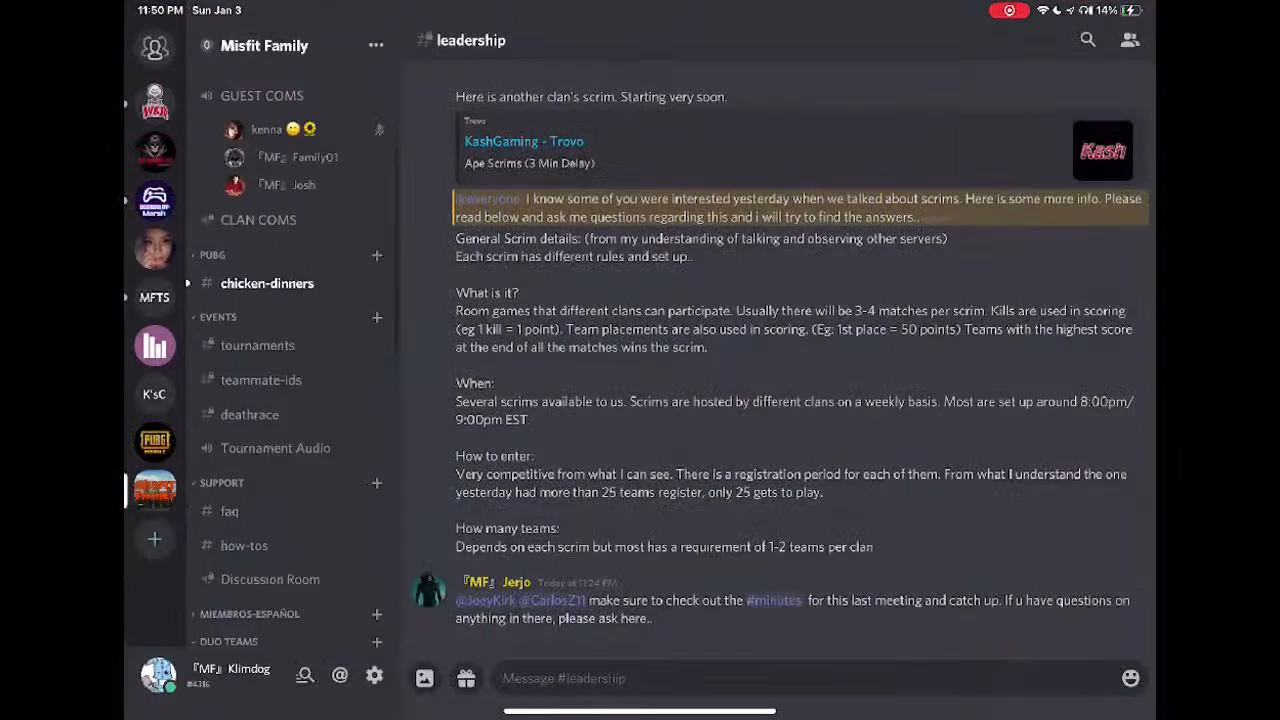 11:50 PM Sun Jan 3
14%
Misfit Family
GUEST COMS
kenna
『MF』 Family01
『MF』 Josh
CLAN COMS
PUBG
# chicken-dinners
EVENTS
tournaments
teammate-ids
deathrace
Tournament Audio
SUPPORT
faq
how-tos
Discussion Room
MIEMBROS-ESPAÑOL
DUO TEAMS
『MF』 Klimdog
#4316
MFTS
K'sC
leadership
Here is another clan's scrim. Starting very soon.
Trovo
KashGaming - Trovo
Ape Scrims (3 Min Delay)
Kash
@everyone I know some of you were interested yesterday when we talked about scrims. Here is some more info. Please
read below and ask me questions regarding this and i will try to find the answers..
General Scrim details: (from my understanding of talking and observing other servers)
Each scrim has different rules and set up..
What is it?
Room games that different clans can participate. Usually there will be 3-4 matches per scrim. Kills are used in scoring
(eg 1 kill = 1 point). Team placements are also used in scoring. (Eg: 1st place = 50 points) Teams with the highest score
at the end of all the matches wins the scrim.
When:
Several scrims available to us. Scrims are hosted by different clans on a weekly basis. Most are set up around 8:00pm/
9:00pm EST
How to enter:
Very competitive from what I can see. There is a registration period for each of them. From what I understand the one
yesterday had more than 25 teams register, only 25 gets to play.
How many teams:
Depends on each scrim but most has a requirement of 1-2 teams per clan
『MF』 Jerjo Today at 11:24 PM
@JoeyKirk @CarlosZ11 make sure to check out the #minutes for this last meeting and catch up. If u have questions on
anything in there, please ask here..
Message #leadership